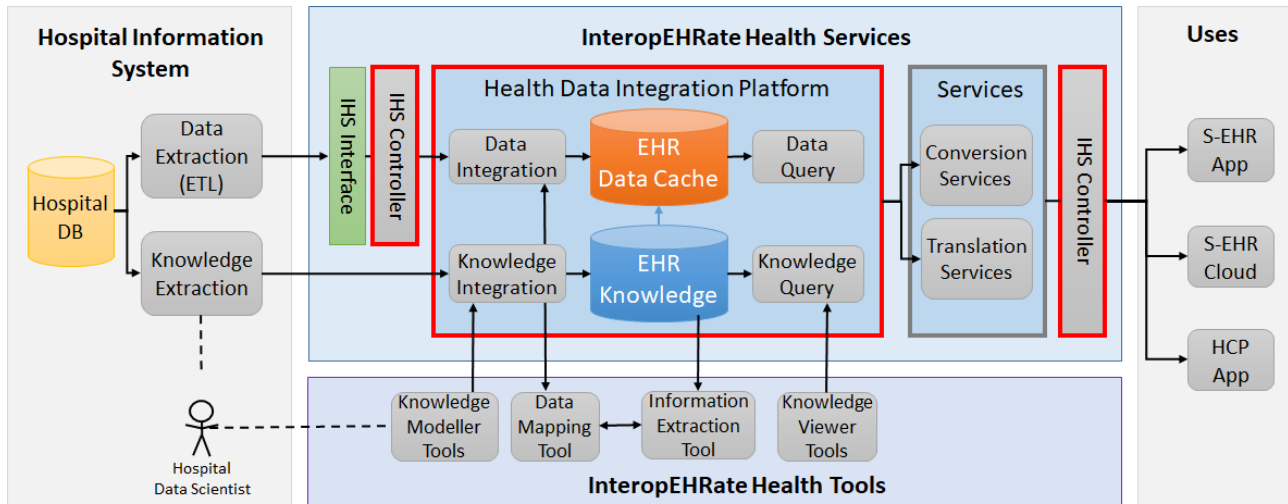 Hospital Information
System
Data
Extraction
(ETL)
Hospital
DB
Knowledge
Extraction
Hospital
Data Scientist
InteropEHRate Health Services
IHS Interface
IHS Controller
Health Data Integration Platform
Data
Integration
EHR
Data Cache
Data
Query
Knowledge
Integration
EHR
Knowledge
Knowledge
Query
Services
Conversion
Services
Translation
Services
IHS Controller
Knowledge
Modeller
Tools
Data
Mapping
Tool
Information
Extraction
Tool
Knowledge
Viewer
Tools
InteropEHRate Health Tools
Uses
S-EHR
App
S-EHR
Cloud
HCP
App